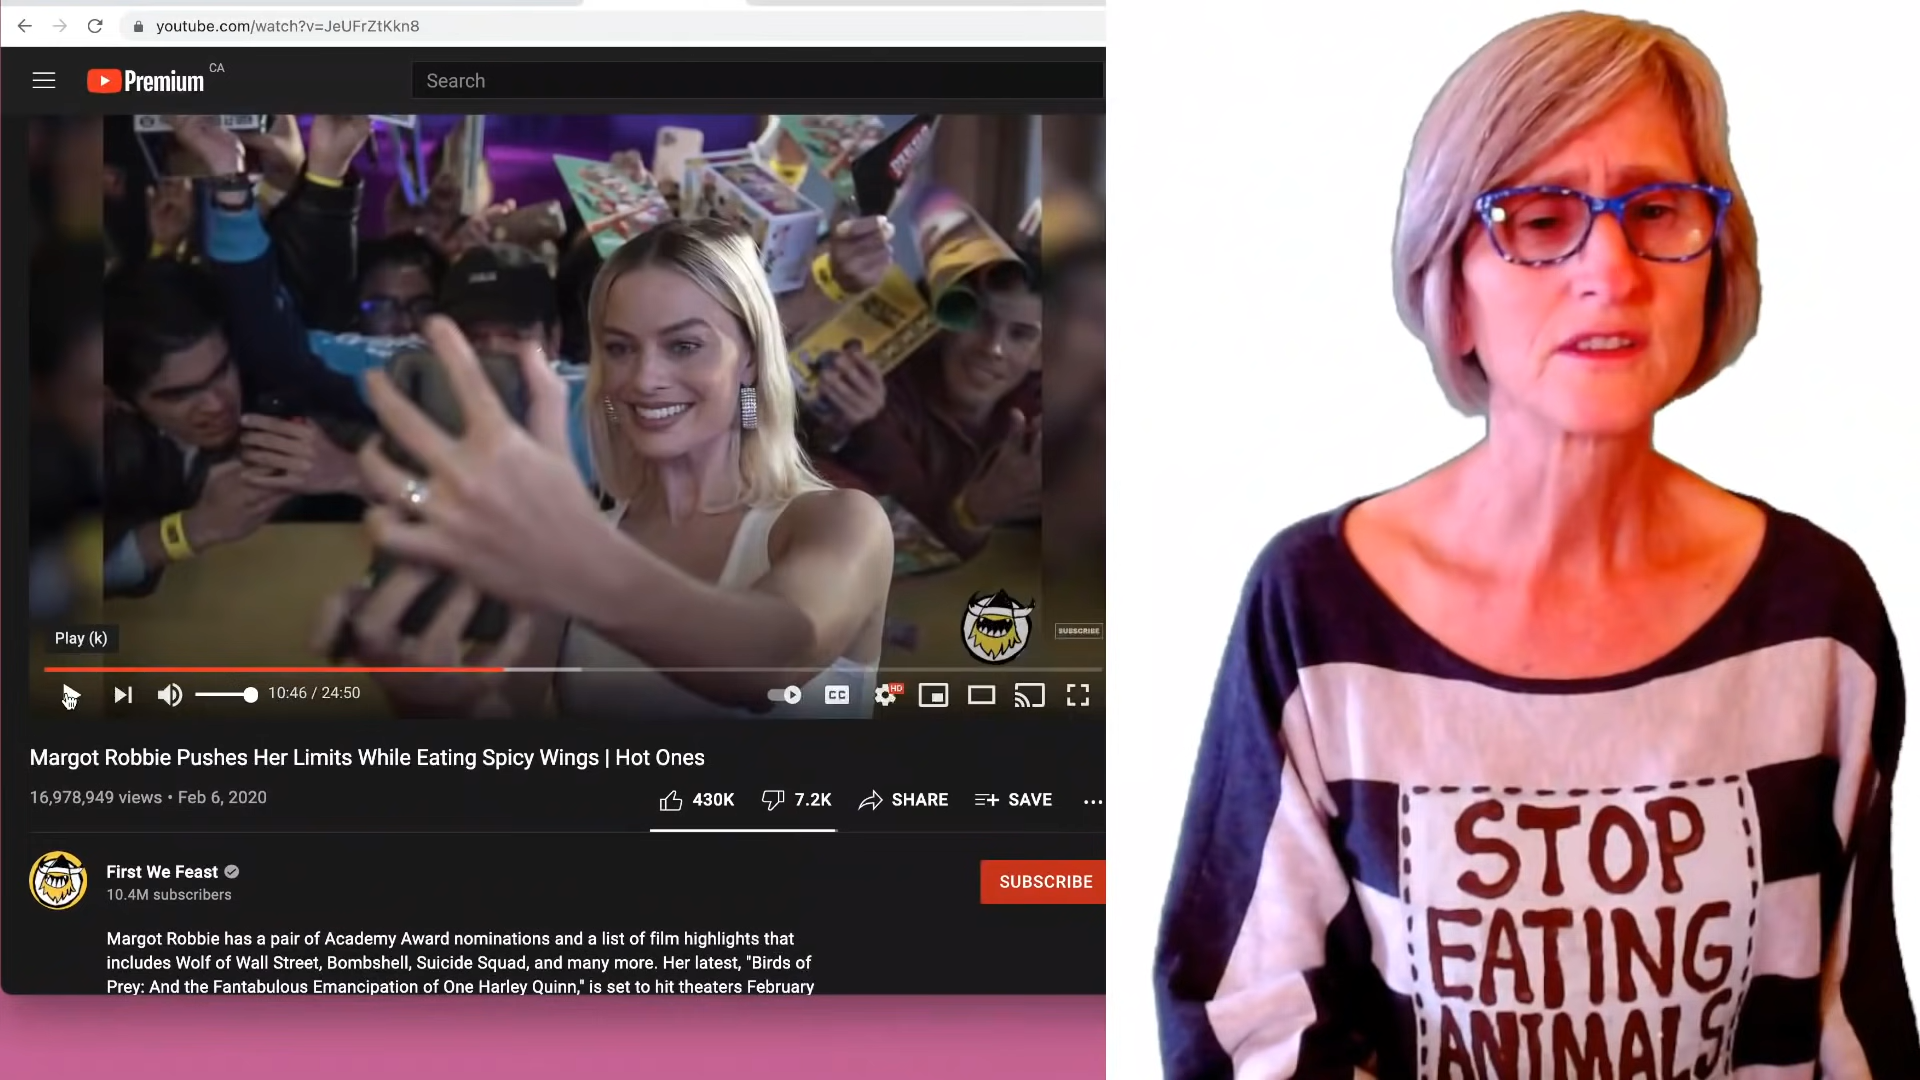 youtube.com/watch?v=JeUFrZtKkn8
Premium CA
Search
SUBSCRIBE
Play (k)
10:46 / 24:50
CC
HD
Margot Robbie Pushes Her Limits While Eating Spicy Wings | Hot Ones
16,978,949 views • Feb 6, 2020
430K
7.2K
SHARE
SAVE
First We Feast
10.4M subscribers
SUBSCRIBE
Margot Robbie has a pair of Academy Award nominations and a list of film highlights that
includes Wolf of Wall Street, Bombshell, Suicide Squad, and many more. Her latest, "Birds of
Prey: And the Fantabulous Emancipation of One Harley Quinn," is set to hit theaters February
STOP
EATING
ANIMALS